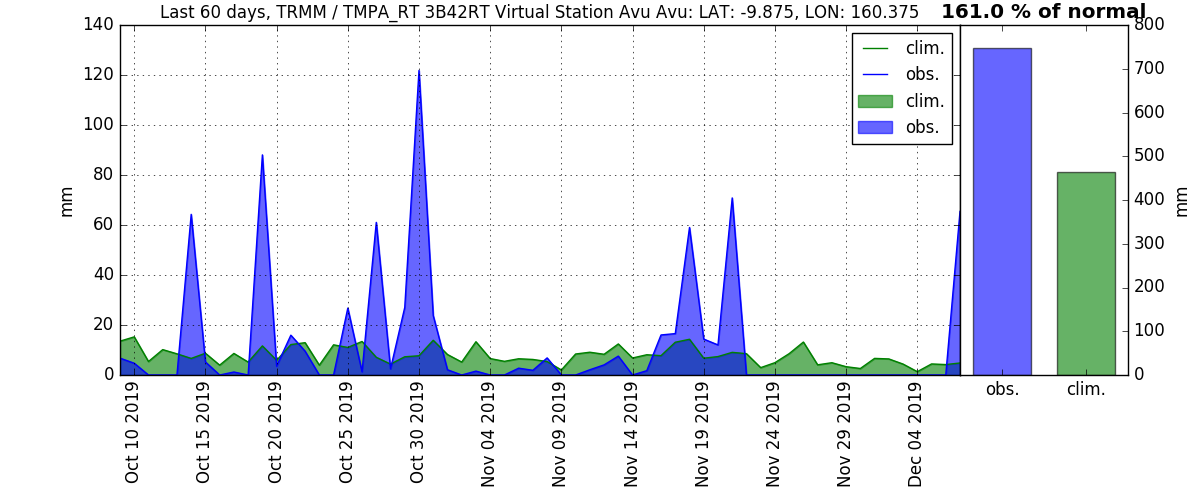 Last 60 days, TRMM / TMPA_RT 3B42RT Virtual Station Avu Avu: LAT: -9.875, LON: 160.375
161.0 % of normal
140
120
100
80
60
40
20
0
mm
clim.
obs.
clim.
obs.
Oct 10 2019
Oct 15 2019
Oct 20 2019
Oct 25 2019
Oct 30 2019
Nov 04 2019
Nov 09 2019
Nov 14 2019
Nov 19 2019
Nov 24 2019
Nov 29 2019
Dec 04 2019
800
700
600
500
400
300
200
100
0
mm
obs.
clim.